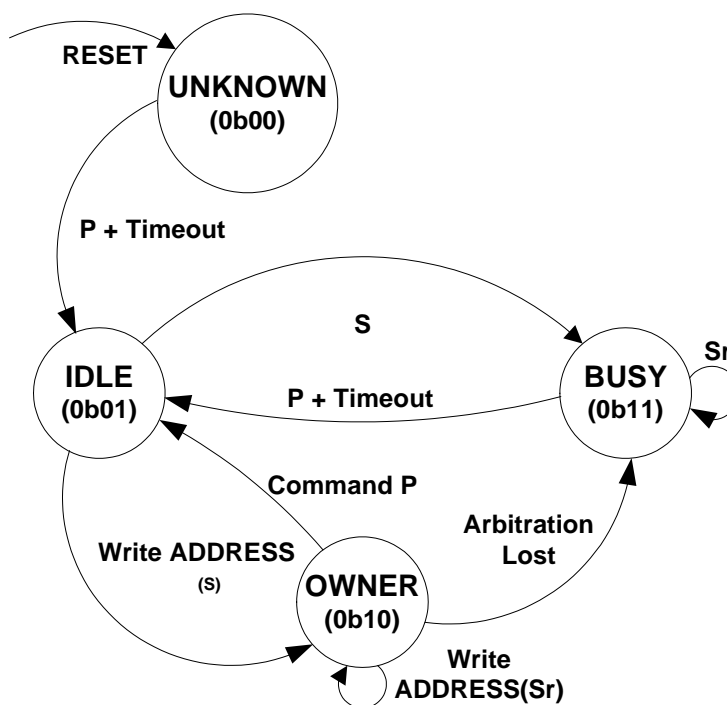 RESET
UNKNOWN
(0b00)
P + Timeout
S
IDLE
(0b01)
BUSY
(0b11)
Sr
P + Timeout
Command P
Arbitration
Lost
Write ADDRESS
(S)
OWNER
(0b10)
Write
ADDRESS(Sr)